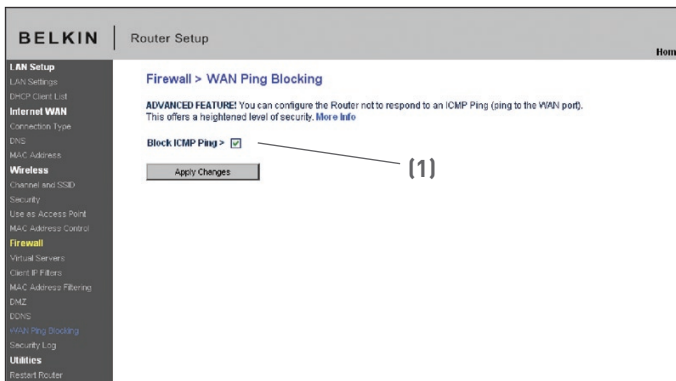 BELKIN
Router Setup
Hom
LAN Setup
LAN Settings
DHCP Client List
Internet WAN
Connection Type
DNS
MAC Address
Wireless
Channel and SSID
Security
Use as Access Point
MAC Address Control
Firewall
Virtual Servers
Client IP Filters
MAC Address Filtering
DMZ
DDNS
WAN Ping Blocking
Security Log
Utilities
Restart Router
Firewall > WAN Ping Blocking
ADVANCED FEATURE! You can configure the Router not to respond to an ICMP Ping (ping to the WAN port).
This offers a heightened level of security. More Info
Block ICMP Ping >
(1)
Apply Changes